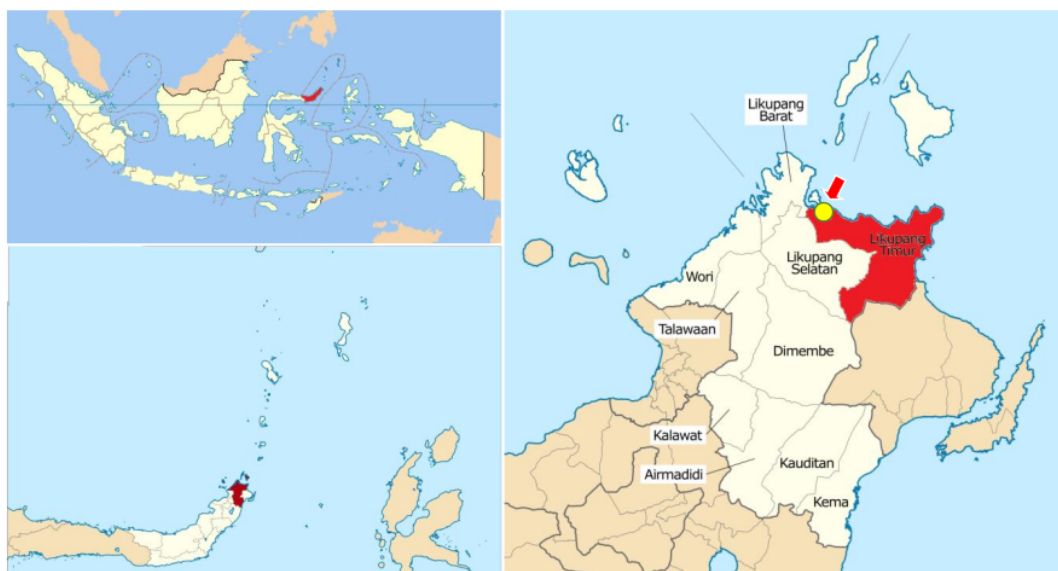 Likupang
Barat
Likupang
Timur
Likupang
Selatan
Wori
Talawaan
Dimembe
Kalawat
Airmadidi
Kauditan
Kema